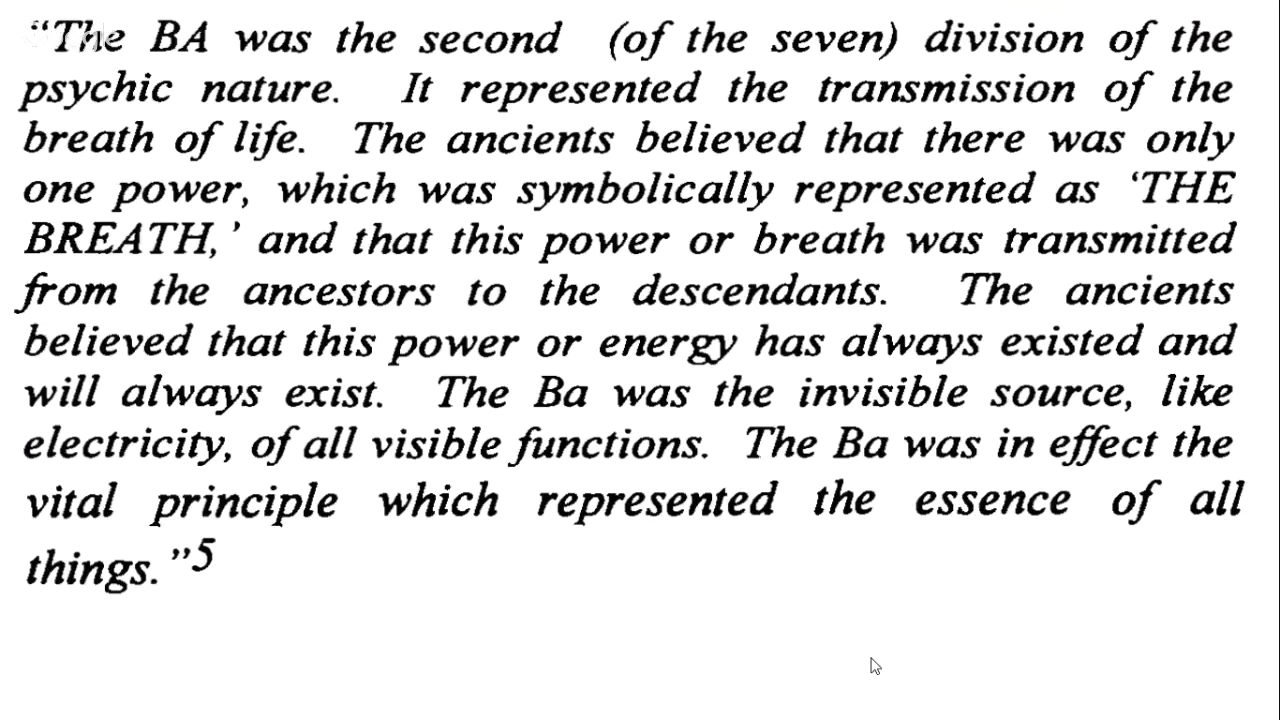 “The BA was the second (of the seven) division of the
psychic nature. It represented the transmission of the
breath of life. The ancients believed that there was only
one power, which was symbolically represented as ‘THE
BREATH,’ and that this power or breath was transmitted
from the ancestors to the descendants. The ancients
believed that this power or energy has always existed and
will always exist. The Ba was the invisible source, like
electricity, of all visible functions. The Ba was in effect the
vital principle which represented the essence of all
things.”5